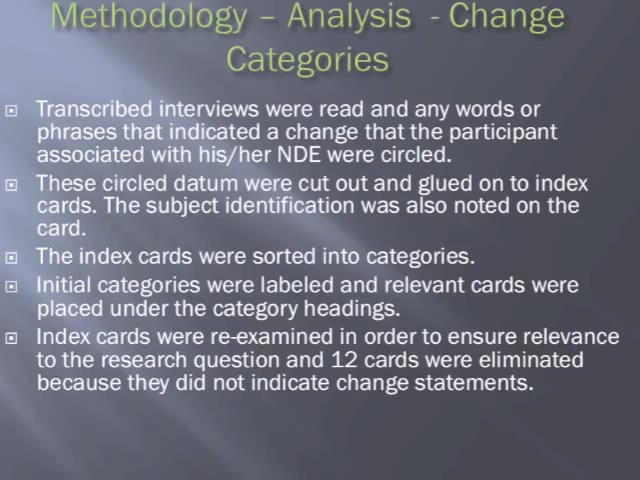 Methodology – Analysis - Change
Categories
Transcribed interviews were read and any words or
phrases that indicated a change that the participant
associated with his/her NDE were circled.
These circled datum were cut out and glued on to index
cards. The subject identification was also noted on the
card.
The index cards were sorted into categories.
Initial categories were labeled and relevant cards were
placed under the category headings.
Index cards were re-examined in order to ensure relevance
to the research question and 12 cards were eliminated
because they did not indicate change statements.